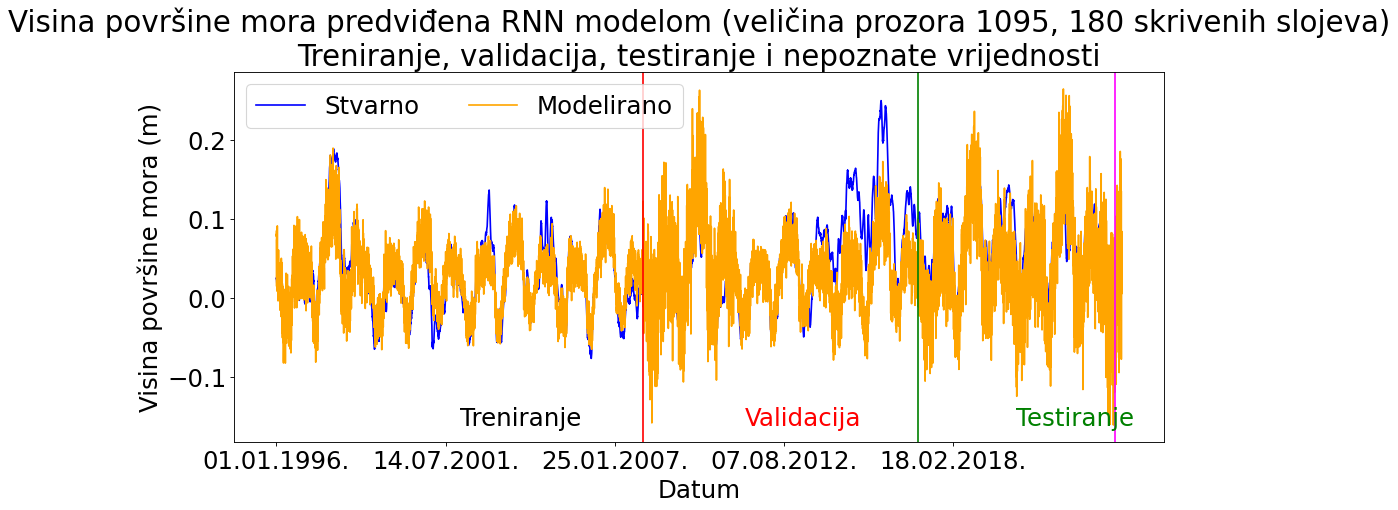 Visina površine mora predviđena RNN modelom (veličina prozora 1095, 180 skrivenih slojeva)
Treniranje, validacija, testiranje i nepoznate vrijednosti
Stvarno Modelirano
Visina površine mora (m)
0.2
0.1
0.0
−0.1
Treniranje Validacija Testiranje
01.01.1996. 14.07.2001. 25.01.2007. 07.08.2012. 18.02.2018.
Datum